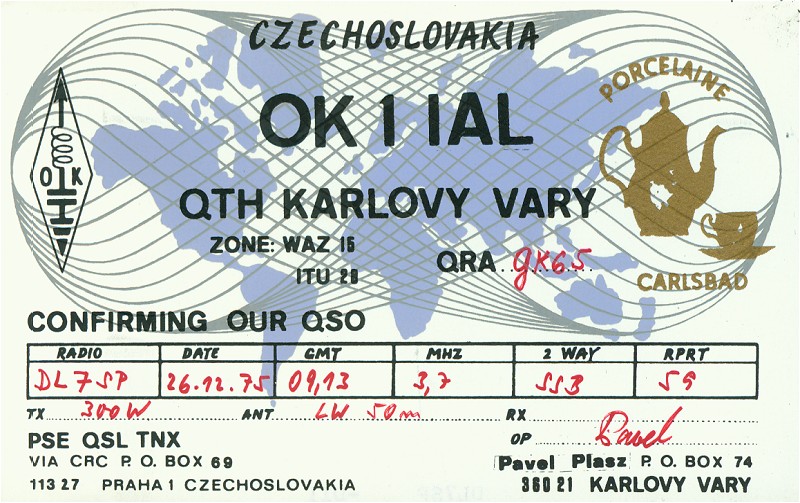 CZECHOSLOVAKIA
OK 1 IAL
O K
PORCELAINE
CARLSBAD
QTH KARLOVY VARY
ZONE: WAZ 15
ITU 28
QRA gK65
CONFIRMING OUR QSO
RADIO DATE GMT MHZ 2 WAY RPRT
DL7SP 26.12.75 09,13 3,7 SSB 59
TX 300W ANT LW 50m RX
OP Pavel
PSE QSL TNX
VIA CRC P. O. BOX 69
113 27 PRAHA 1 CZECHOSLOVAKIA
Pavel Plasz P. O. BOX 74
360 21 KARLOVY VARY